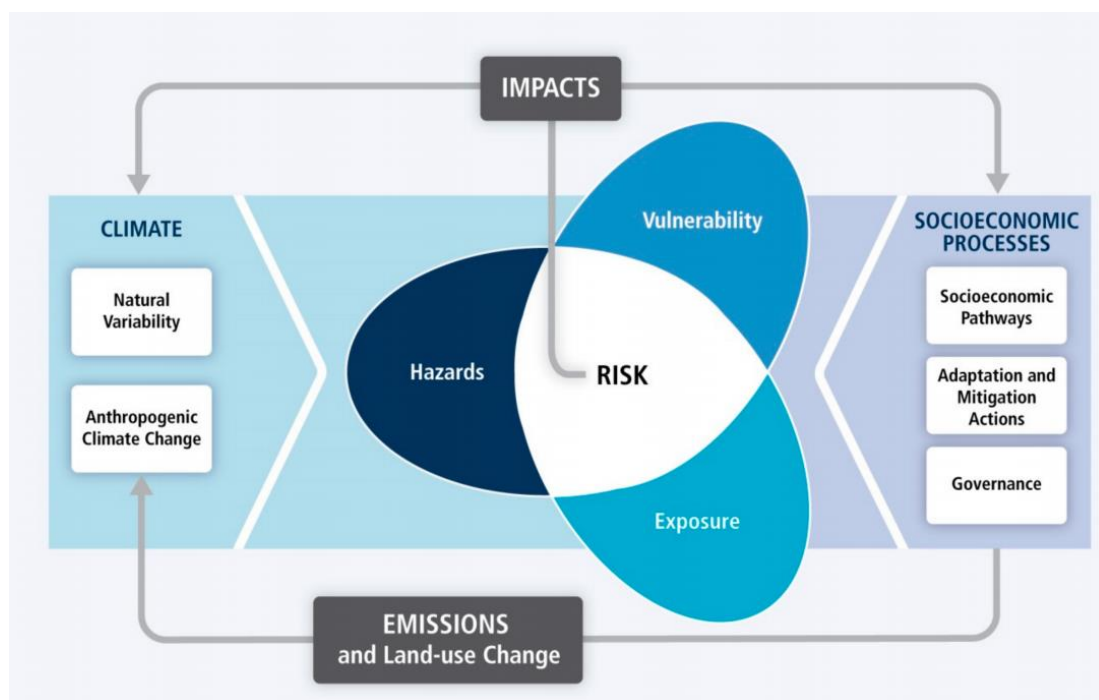 IMPACTS
CLIMATE
Natural
Variability
Anthropogenic
Climate Change
Vulnerability
Hazards
RISK
Exposure
SOCIOECONOMIC
PROCESSES
Socioeconomic
Pathways
Adaptation and
Mitigation
Actions
Governance
EMISSIONS
and Land-use Change